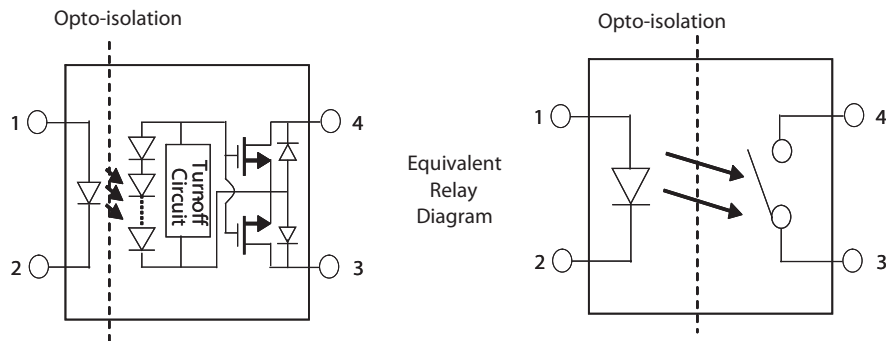 Opto-isolation
1
2
Turnoff
Circuit
4
3
Equivalent
Relay
Diagram
Opto-isolation
1
2
4
3